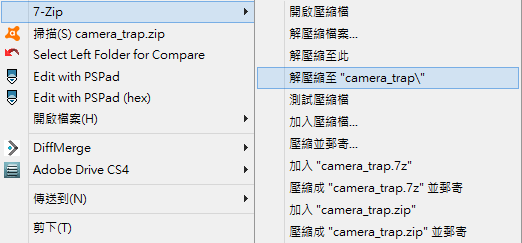 7-Zip
掃描(S) camera_trap.zip
Select Left Folder for Compare
Edit with PSPad
Edit with PSPad (hex)
開啟檔案(H)
DiffMerge
Adobe Drive CS4
傳送到(N)
剪下(T)
開啟壓縮檔
解壓縮檔案...
解壓縮至此
解壓縮至 "camera_trap\"
測試壓縮檔
加入壓縮檔...
壓縮並郵寄...
加入 "camera_trap.7z"
壓縮成 "camera_trap.7z" 並郵寄
加入 "camera_trap.zip"
壓縮成 "camera_trap.zip" 並郵寄